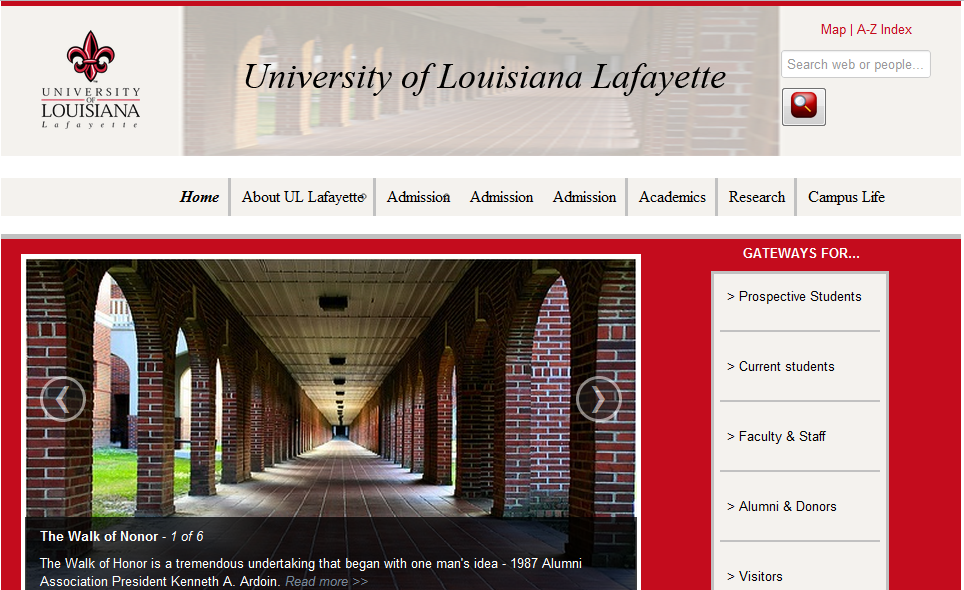 UNIVERSITY
OF
LOUISIANA
Lafayette
University of Louisiana Lafayette
Map | A-Z Index
Search web or people...
Home
About UL Lafayette
Admission
Admission
Admission
Academics
Research
Campus Life
GATEWAYS FOR...
> Prospective Students
> Current students
> Faculty & Staff
> Alumni & Donors
> Visitors
The Walk of Nonor - 1 of 6
The Walk of Honor is a tremendous undertaking that began with one man's idea - 1987 Alumni
Association President Kenneth A. Ardoin. Read more >>